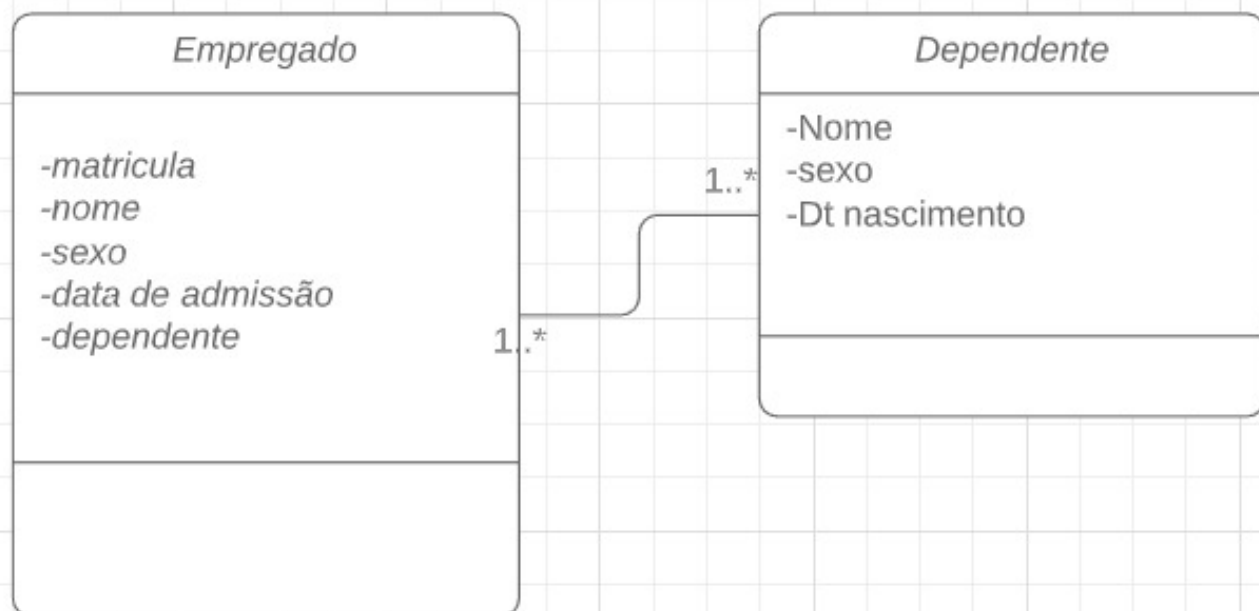 Empregado
-matricula
-nome
-sexo
-data de admissão
-dependente
1..*
1..*
Dependente
-Nome
-sexo
-Dt nascimento